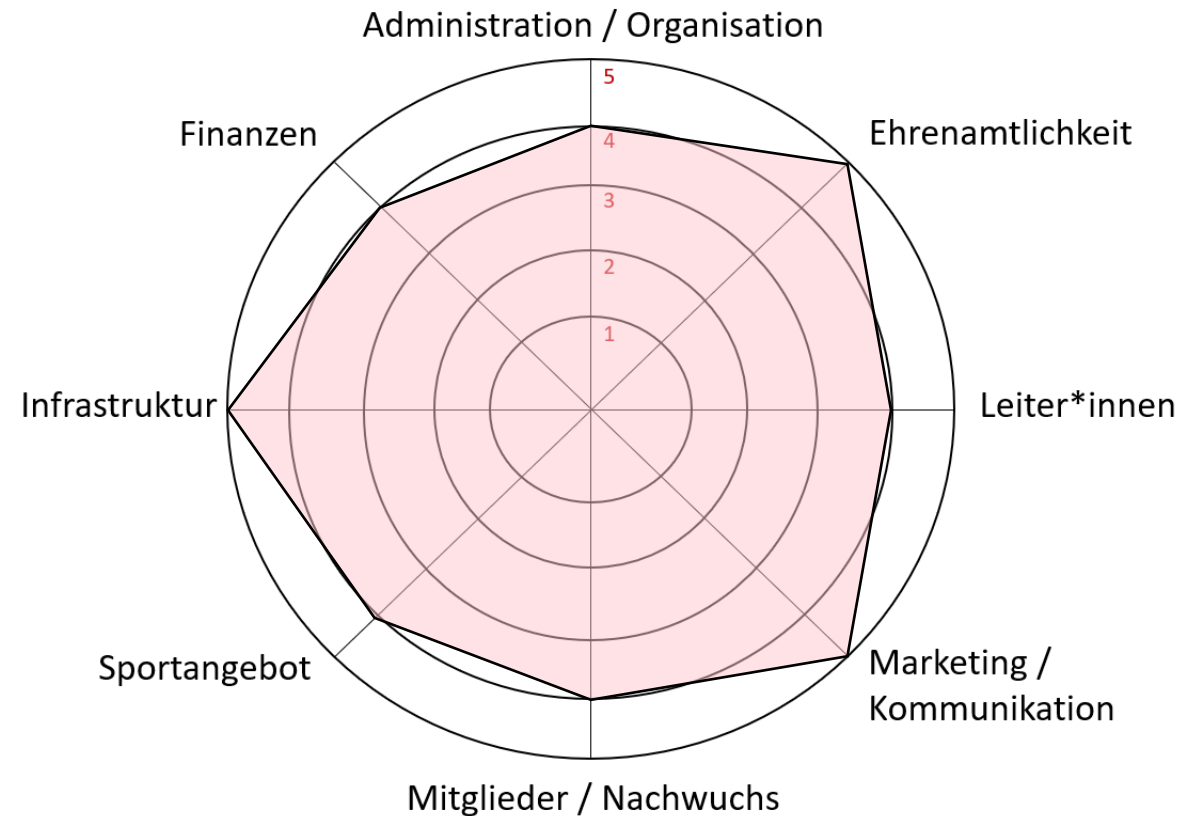 Administration / Organisation
5
Finanzen
Ehrenamtlichkeit
4
3
2
1
Infrastruktur
Leiter*innen
Sportangebot
Marketing /
Kommunikation
Mitglieder / Nachwuchs